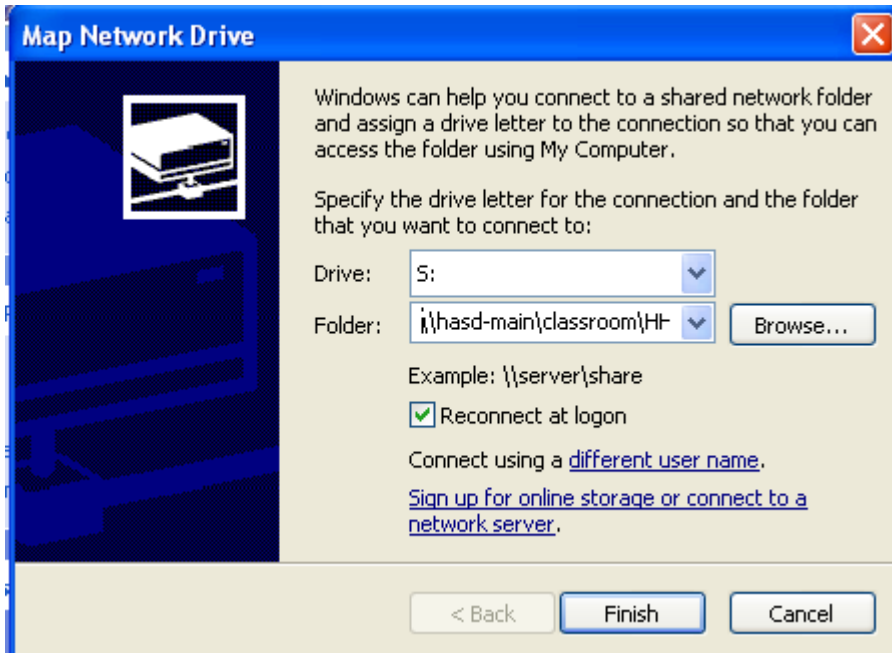 Map Network Drive
Windows can help you connect to a shared network folder
and assign a drive letter to the connection so that you can
access the folder using My Computer.
Specify the drive letter for the connection and the folder
that you want to connect to:
Drive: S:
Folder: \\hasd-main\classroom\HH Browse...
Example: \\server\share
Reconnect at logon
Connect using a different user name.
Sign up for online storage or connect to a
network server.
< Back Finish Cancel